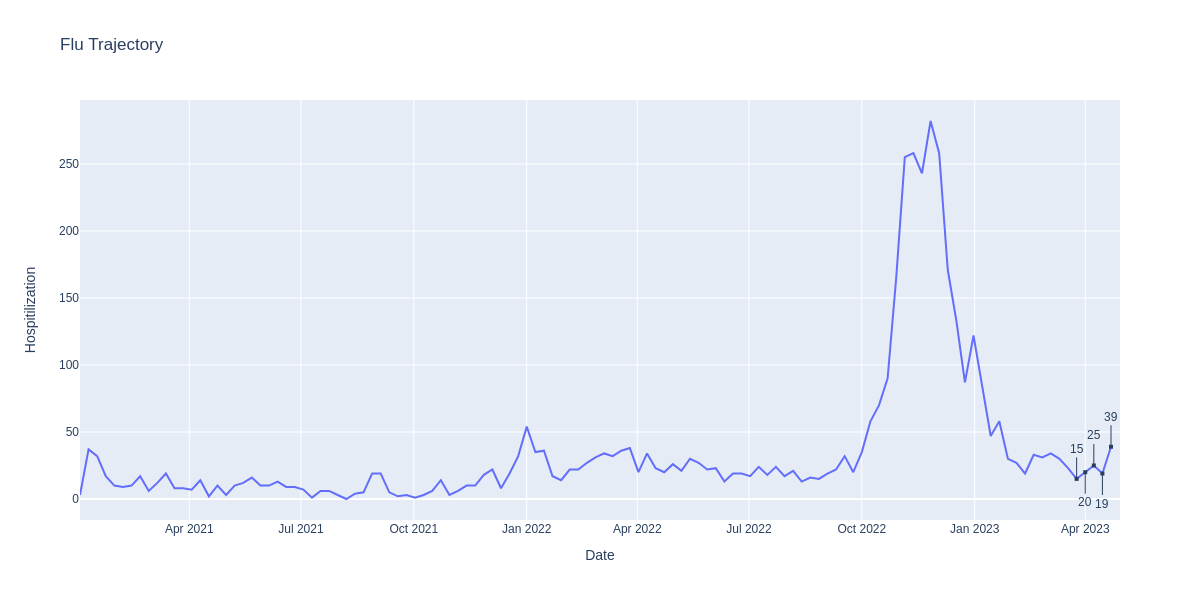 Flu Trajectory
250
200
150
100
50
0
Hospitilization
39
25
15
20
19
Apr 2021
Jul 2021
Oct 2021
Jan 2022
Apr 2022
Jul 2022
Oct 2022
Jan 2023
Apr 2023
Date